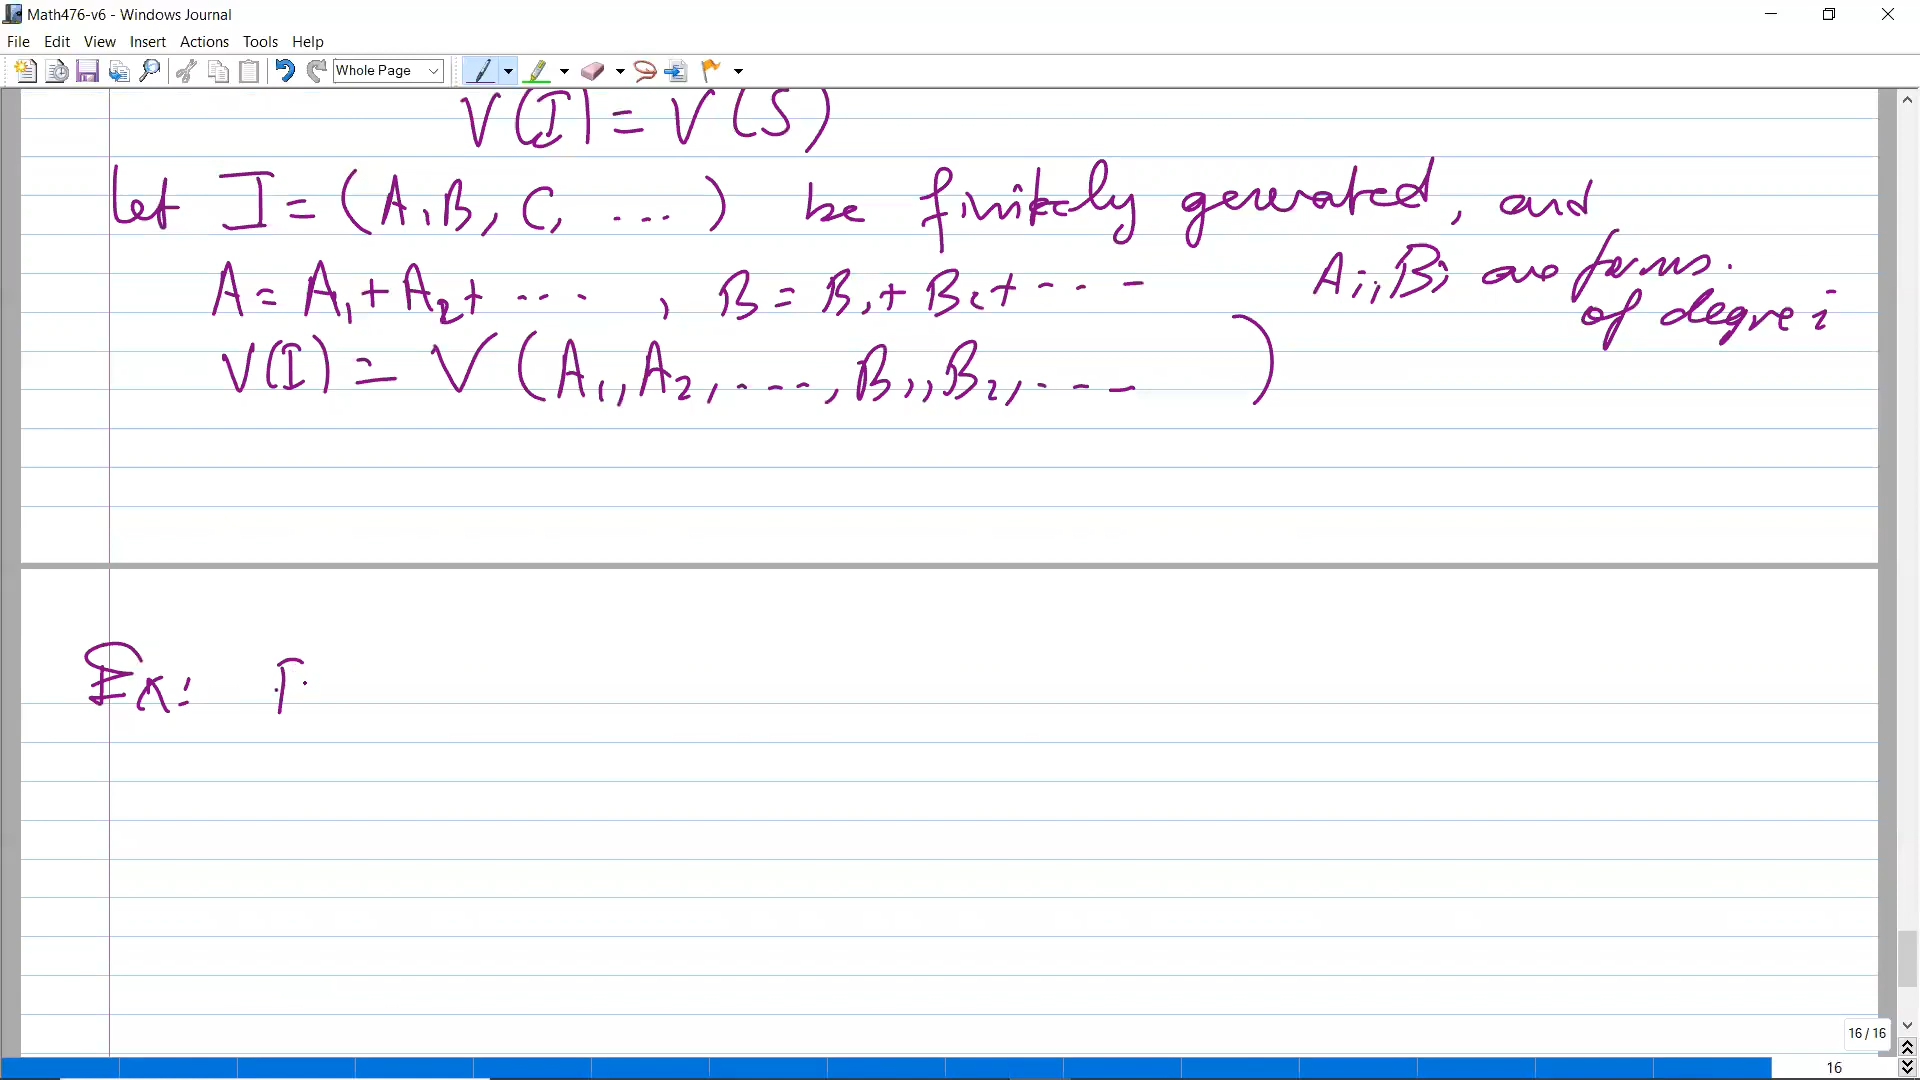 Math476-v6 - Windows Journal
File Edit View Insert Actions Tools Help
Whole Page
V(I) = V(S)
let I = (A, B, C, ... ) be finitely generated, and
A = A₁ + A₂ + ... , B = B₁ + B₂ + ... Ai, Bi are forms.
of degree i
V(I) = V (A₁, A₂, ..., B₁, B₂, ... )
Ex:
16 / 16
16